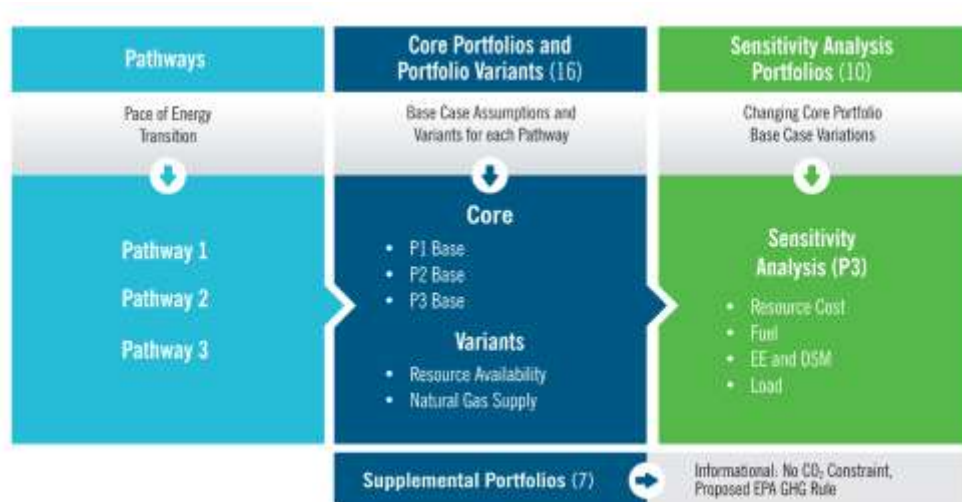 Pathways
Pace of Energy
Transition
Pathway 1
Pathway 2
Pathway 3
Core Portfolios and
Portfolio Variants (16)
Base Case Assumptions and
Variants for each Pathway
Core
• P1 Base
• P2 Base
• P3 Base
Variants
• Resource Availability
• Natural Gas Supply
Sensitivity Analysis
Portfolios (10)
Changing Core Portfolio
Base Case Variations
Sensitivity
Analysis (P3)
• Resource Cost
• Fuel
• EE and DSM
• Load
Supplemental Portfolios (7)
Informational: No CO₂ Constraint,
Proposed EPA GHG Rule